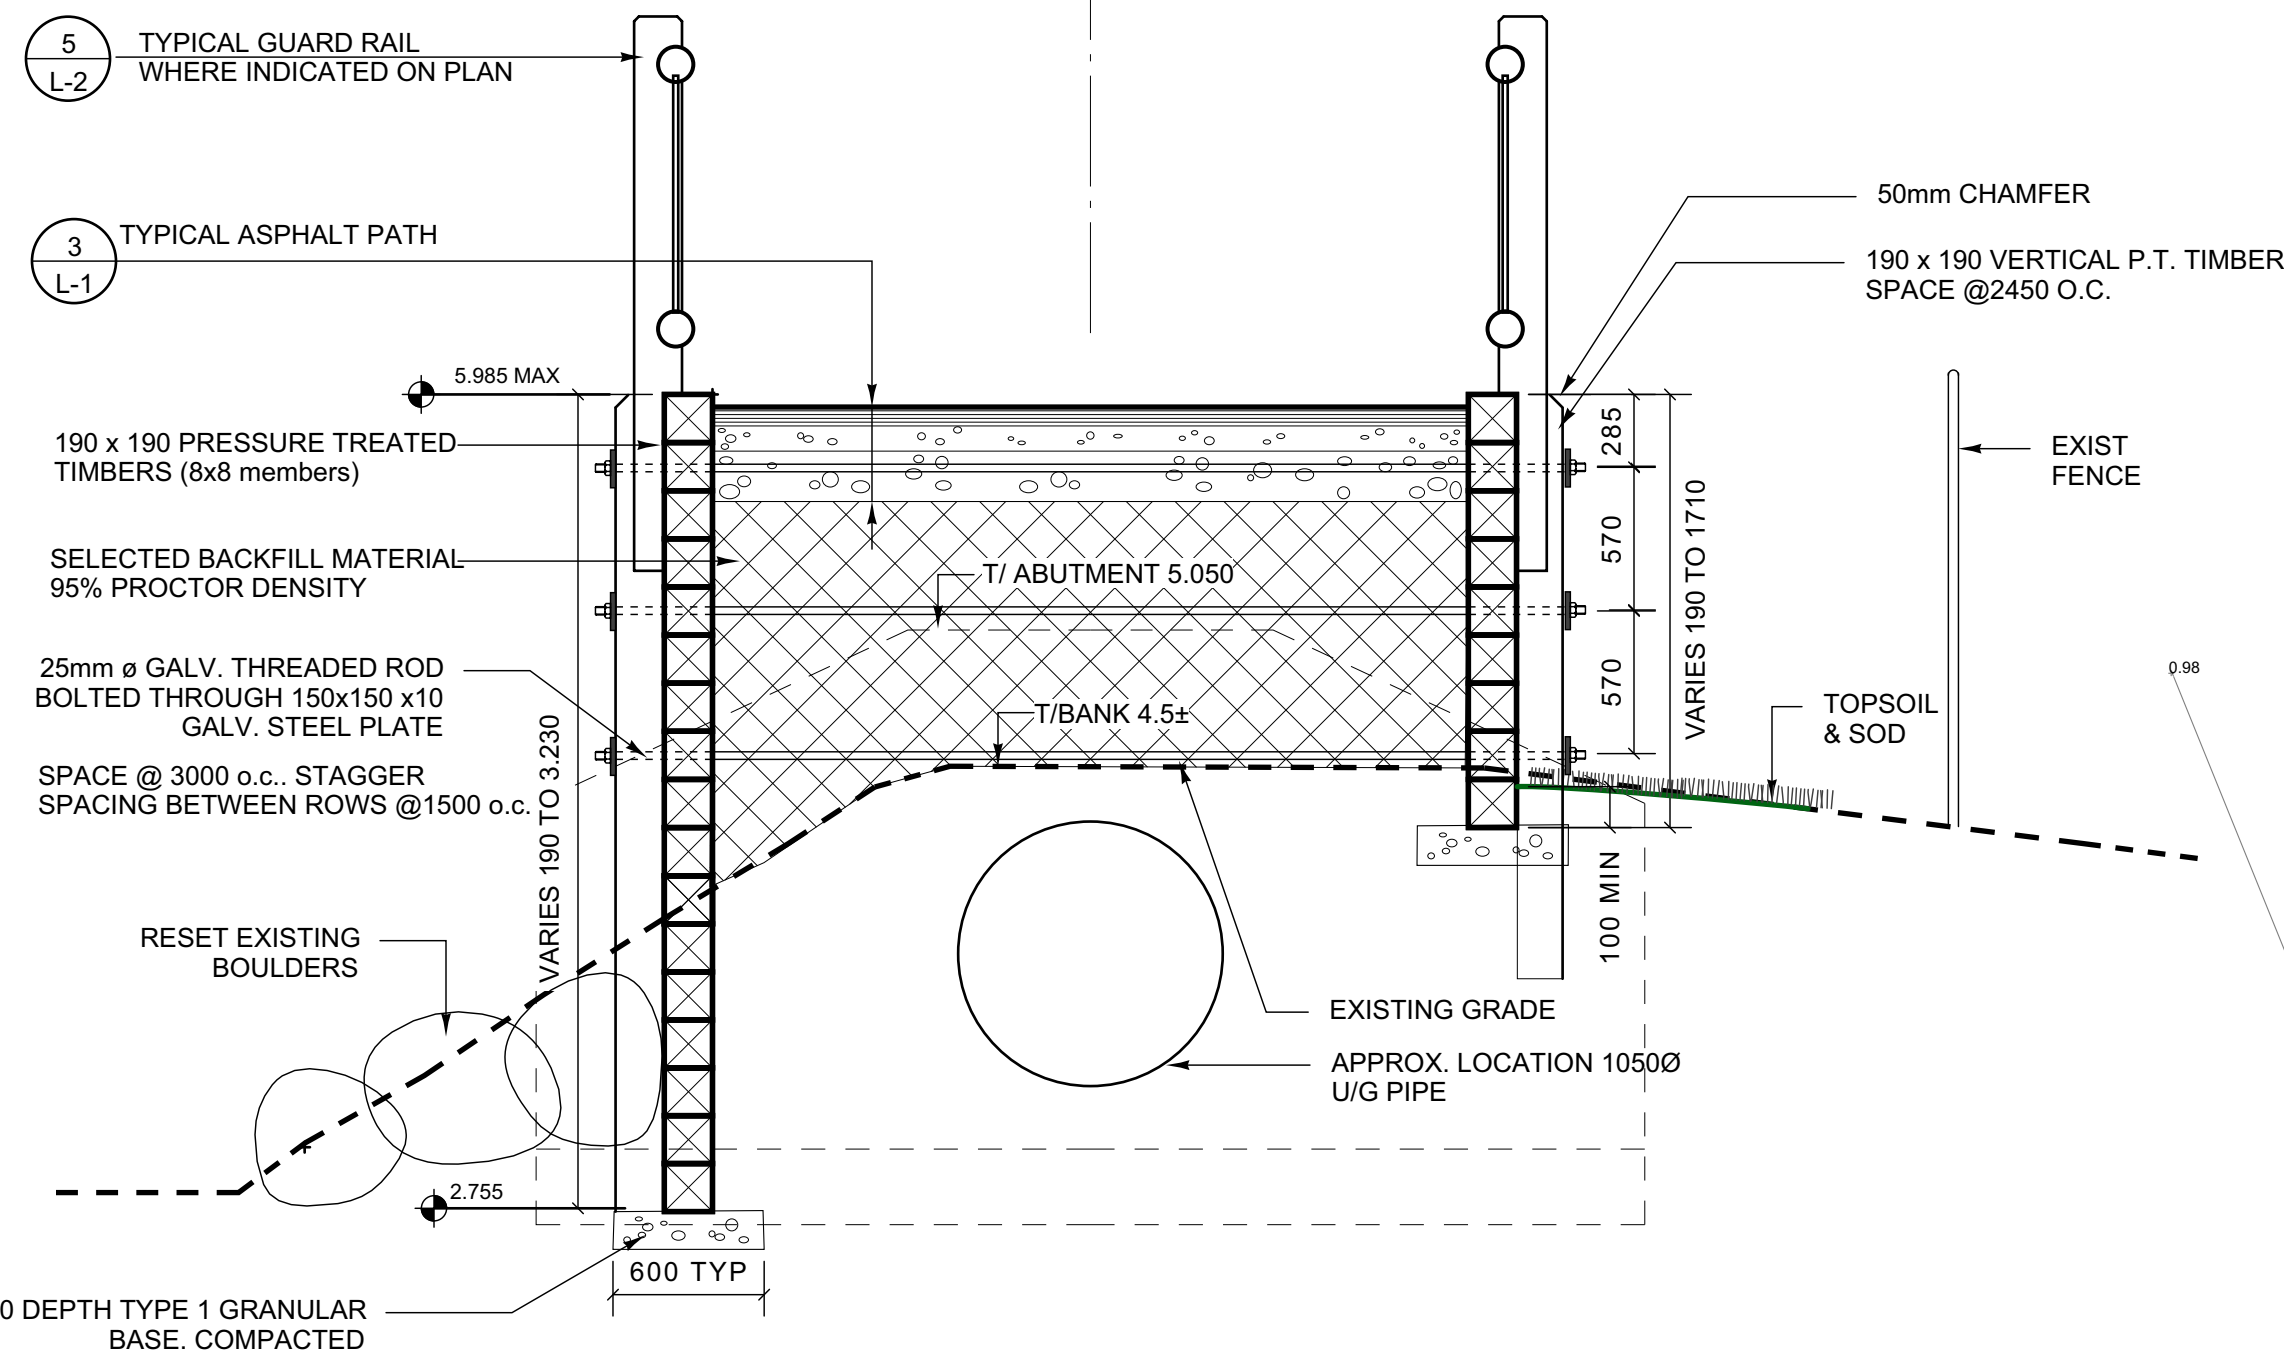 5
L-2
TYPICAL GUARD RAIL
WHERE INDICATED ON PLAN
3
L-1
TYPICAL ASPHALT PATH
50mm CHAMFER
190 x 190 VERTICAL P.T. TIMBER
SPACE @2450 O.C.
5.985 MAX
190 x 190 PRESSURE TREATED
TIMBERS (8x8 members)
285
EXIST
FENCE
SELECTED BACKFILL MATERIAL
95% PROCTOR DENSITY
T/ ABUTMENT 5.050
570
VARIES 190 TO 1710
25mm ø GALV. THREADED ROD
BOLTED THROUGH 150x150 x10
GALV. STEEL PLATE
SPACE @ 3000 o.c.. STAGGER
SPACING BETWEEN ROWS @1500 o.c.
T/BANK 4.5±
570
TOPSOIL
& SOD
0.98
VARIES 190 TO 3.230
100 MIN
RESET EXISTING
BOULDERS
EXISTING GRADE
APPROX. LOCATION 1050Ø
U/G PIPE
2.755
600 TYP
0 DEPTH TYPE 1 GRANULAR
BASE. COMPACTED